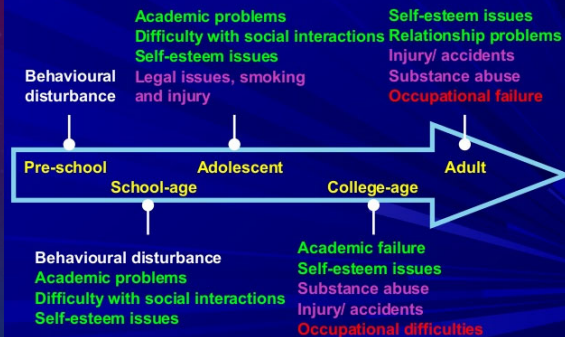 Academic problems
Difficulty with social interactions
Self-esteem issues
Legal issues, smoking
and injury
Self-esteem issues
Relationship problems
Injury/ accidents
Substance abuse
Occupational failure
Behavioural
disturbance
Pre-school
Adolescent
Adult
School-age
College-age
Behavioural disturbance
Academic problems
Difficulty with social interactions
Self-esteem issues
Academic failure
Self-esteem issues
Substance abuse
Injury/ accidents
Occupational difficulties